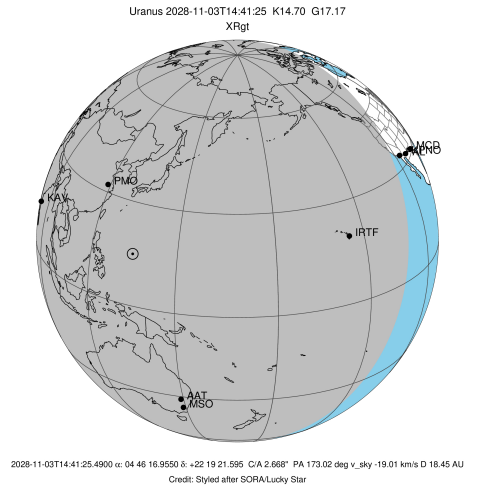 Uranus 2028-11-03T14:41:25 K14.70 G17.17
XRgt
MCD
KAV
PMO
IRTF
AAT
MSO
2028-11-03T14:41:25.4900 α: 04 46 16.9550 δ: +22 19 21.595 C/A 2.668" PA 173.02 deg v_sky -19.01 km/s D 18.45 AU
Credit: Styled after SORA/Lucky Star